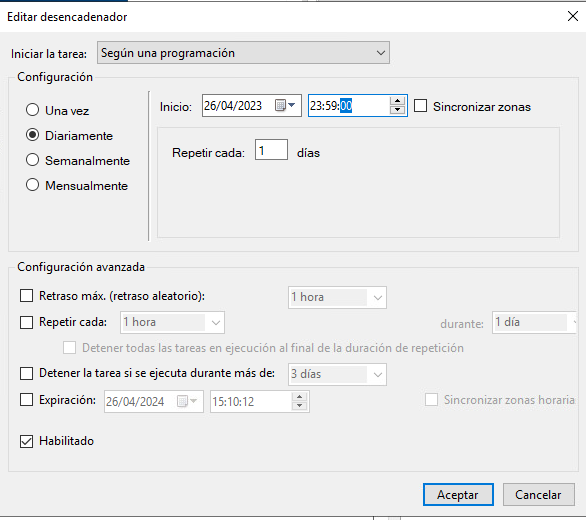 Editar desencadenador
Iniciar la tarea: Según una programación
Configuración
Una vez
Diariamente
Semanalmente
Mensualmente
Inicio: 26/04/2023 23:59:00 Sincronizar zonas
Repetir cada: 1 días
Configuración avanzada
Retraso máx. (retraso aleatorio): 1 hora
Repetir cada: 1 hora durante: 1 día
Detener todas las tareas en ejecución al final de la duración de repetición
Detener la tarea si se ejecuta durante más de: 3 días
Expiración: 26/04/2024 15:10:12 Sincronizar zonas horaria
Habilitado
Aceptar Cancelar